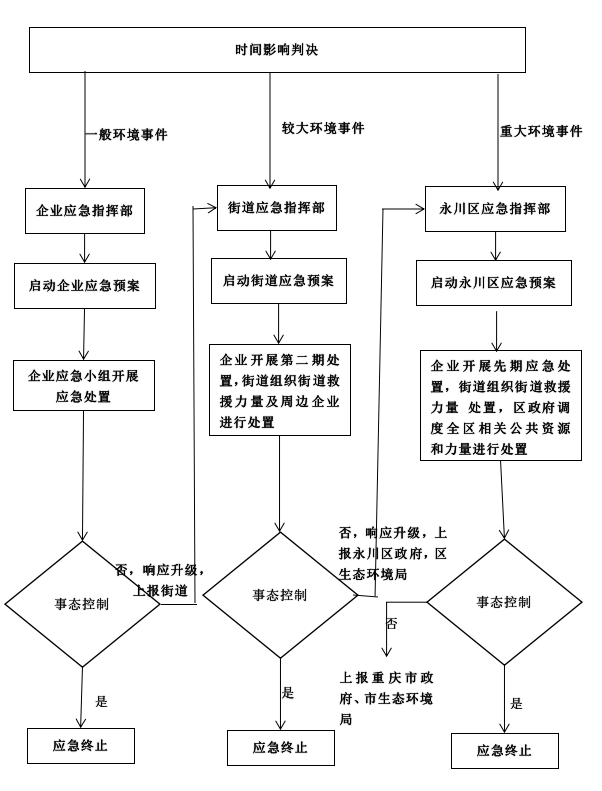 时间影响判决
一般环境事件
较大环境事件
重大环境事件
企业应急指挥部
街道应急指挥部
永川区应急指挥部
启动企业应急预案
启动街道应急预案
启动永川区应急预案
企业应急小组开展
应急处置
企业开展第二期处
置，街道组织街道救
援力量及周边企业
进行处置
企业开展先期应急处
置，街道组织街道救援
力量 处置，区政府调
度全区相关公共资源
和力量进行处置
否，响应升级，
上报街道
否，响应升级，上
报永川区政府，区
生态环境局
事态控制
事态控制
事态控制
否
上报重庆市政
府、市生态环境
局
是
是
是
应急终止
应急终止
应急终止